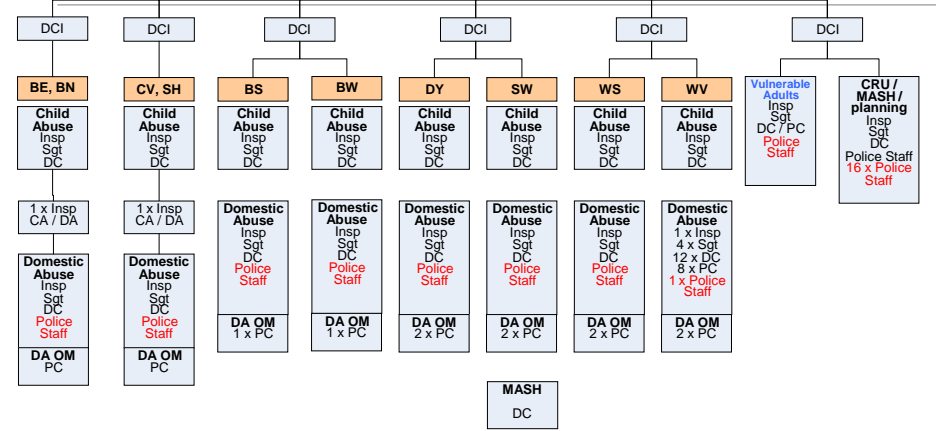 DCI
DCI
DCI
DCI
DCI
DCI
BE, BN
Child
Abuse
Insp
Sgt
DC
1 x Insp
CA / DA
Domestic
Abuse
Insp
Sgt
DC
Police
Staff
DA OM
PC
CV, SH
Child
Abuse
Insp
Sgt
DC
1 x Insp
CA / DA
Domestic
Abuse
Insp
Sgt
DC
Police
Staff
DA OM
PC
BS
Child
Abuse
Insp
Sgt
DC
Domestic
Abuse
Insp
Sgt
DC
Police
Staff
DA OM
1 x PC
BW
Child
Abuse
Insp
Sgt
DC
Domestic
Abuse
Insp
Sgt
DC
Police
Staff
DA OM
1 x PC
DY
Child
Abuse
Insp
Sgt
DC
Domestic
Abuse
Insp
Sgt
DC
Police
Staff
DA OM
2 x PC
SW
Child
Abuse
Insp
Sgt
DC
Domestic
Abuse
Insp
Sgt
DC
Police
Staff
DA OM
2 x PC
WS
Child
Abuse
Insp
Sgt
DC
Domestic
Abuse
Insp
Sgt
DC
Police
Staff
DA OM
2 x PC
WV
Child
Abuse
Insp
Sgt
DC
Domestic
Abuse
1 x Insp
4 x Sgt
12 x DC
8 x PC
1 x Police
Staff
DA OM
2 x PC
Vulnerable
Adults
Insp
Sgt
DC / PC
Police
Staff
CRU /
MASH /
planning
Insp
Sgt
DC
Police Staff
16 x Police
Staff
MASH
DC